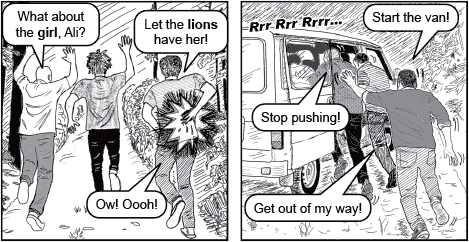 What about
the girl, Ali?
Let the lions
have her!
Ow! Oooh!
Rrr Rrr Rrrr...
Start the van!
Stop pushing!
Get out of my way!